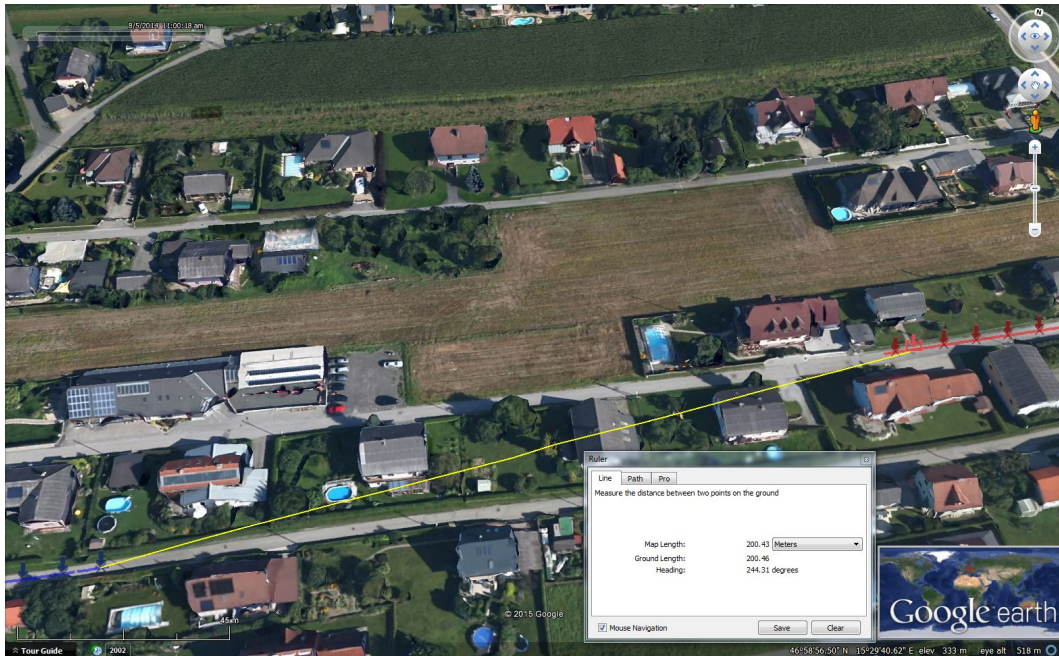 8/5/2014 11:00:18 am
N
Ruler
Line Path Pro
Measure the distance between two points on the ground
Map Length: 200.43 Meters
Ground Length: 200.46
Heading: 244.31 degrees
Mouse Navigation Save Clear
© 2015 Google
45 m
Google earth
Tour Guide 2002 46°58'56.50" N 15°29'40.62" E elev 333 m eye alt 518 m